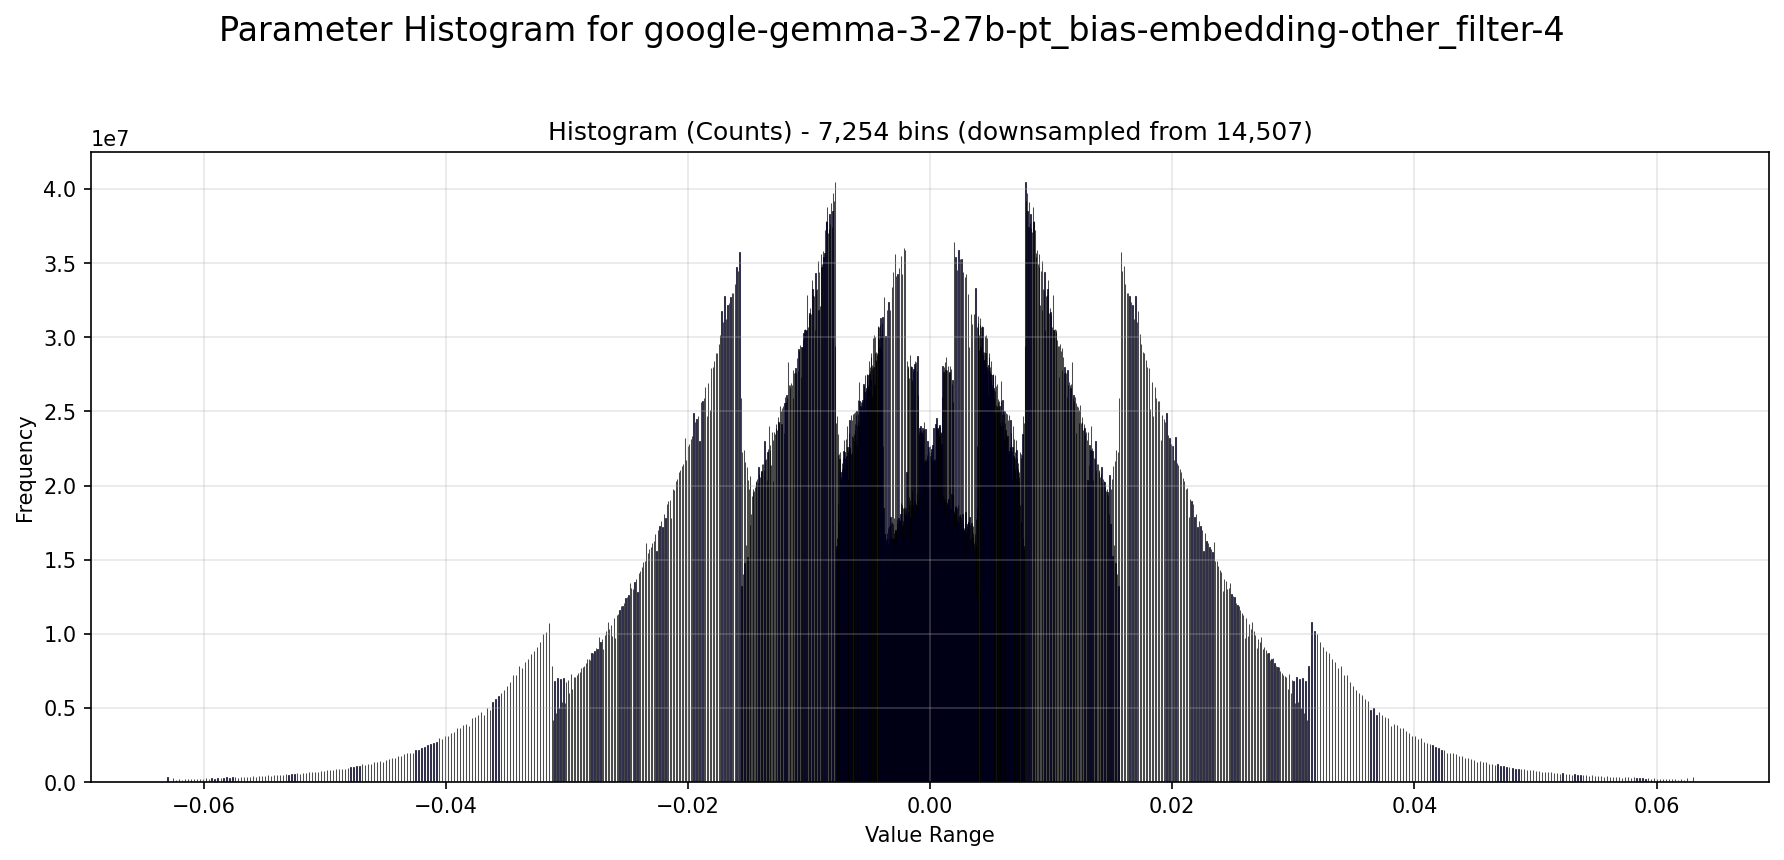 Parameter Histogram for google-gemma-3-27b-pt_bias-embedding-other_filter-4
Histogram (Counts) - 7,254 bins (downsampled from 14,507)
1e7
4.0
3.5
3.0
2.5
2.0
1.5
1.0
0.5
0.0
Frequency
−0.06 −0.04 −0.02 0.00 0.02 0.04 0.06
Value Range